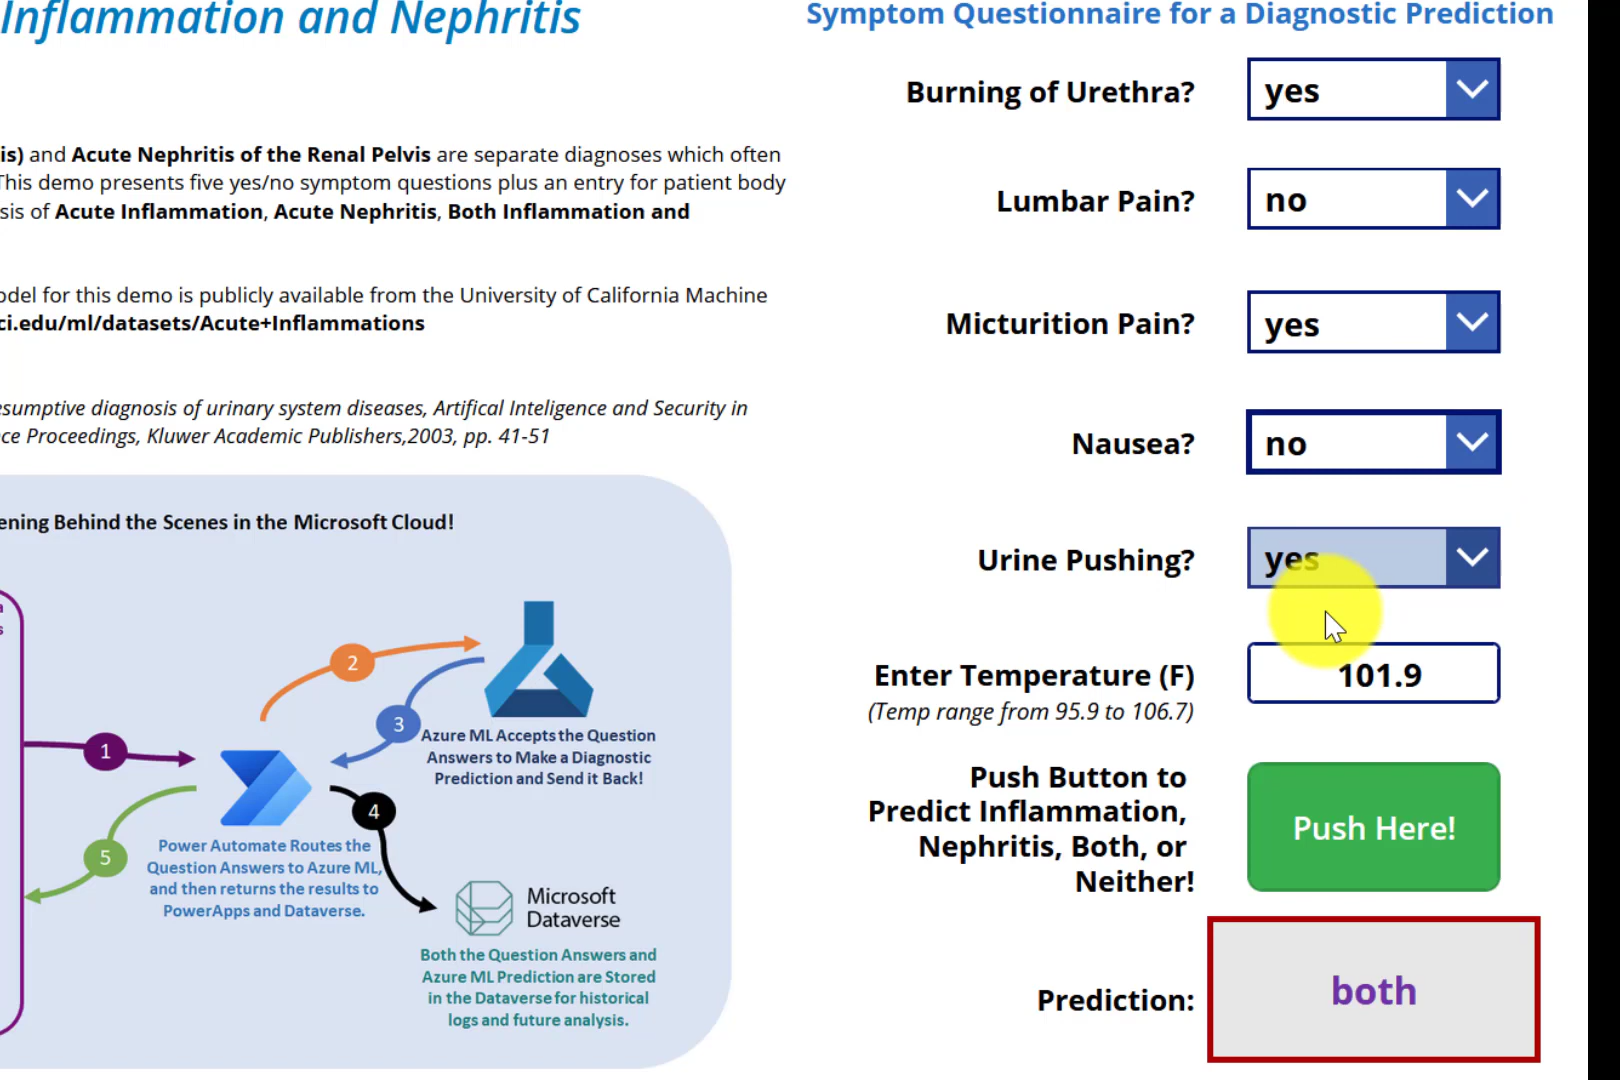 Inflammation and Nephritis
is) and Acute Nephritis of the Renal Pelvis are separate diagnoses which often
This demo presents five yes/no symptom questions plus an entry for patient body
sis of Acute Inflammation, Acute Nephritis, Both Inflammation and
odel for this demo is publicly available from the University of California Machine
ci.edu/ml/datasets/Acute+Inflammations
esumptive diagnosis of urinary system diseases, Artifical Inteligence and Security in
ce Proceedings, Kluwer Academic Publishers,2003, pp. 41-51
ening Behind the Scenes in the Microsoft Cloud!
a
s
1
2
3
4
5
Azure ML Accepts the Question
Answers to Make a Diagnostic
Prediction and Send it Back!
Power Automate Routes the
Question Answers to Azure ML,
and then returns the results to
PowerApps and Dataverse.
Microsoft
Dataverse
Both the Question Answers and
Azure ML Prediction are Stored
in the Dataverse for historical
logs and future analysis.
Symptom Questionnaire for a Diagnostic Prediction
Burning of Urethra? yes
Lumbar Pain? no
Micturition Pain? yes
Nausea? no
Urine Pushing? yes
Enter Temperature (F) 101.9
(Temp range from 95.9 to 106.7)
Push Button to
Predict Inflammation,
Nephritis, Both, or
Neither!
Push Here!
Prediction: both